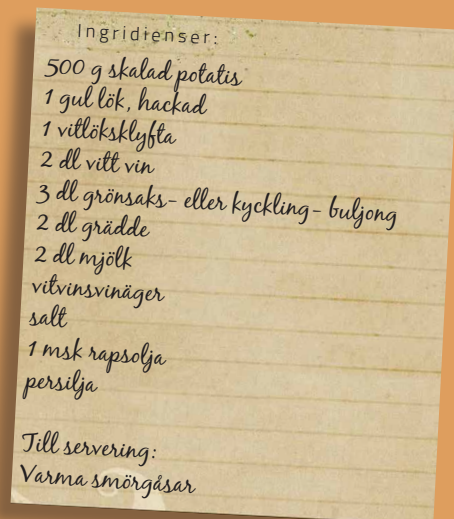 Ingridienser:
500 g skalad potatis
1 gul lök, hackad
1 vitlöksklyfta
2 dl vitt vin
3 dl grönsaks- eller kyckling- buljong
2 dl grädde
2 dl mjölk
vitvinsvinäger
salt
1 msk rapsolja
persilja
Till servering:
Varma smörgåsar